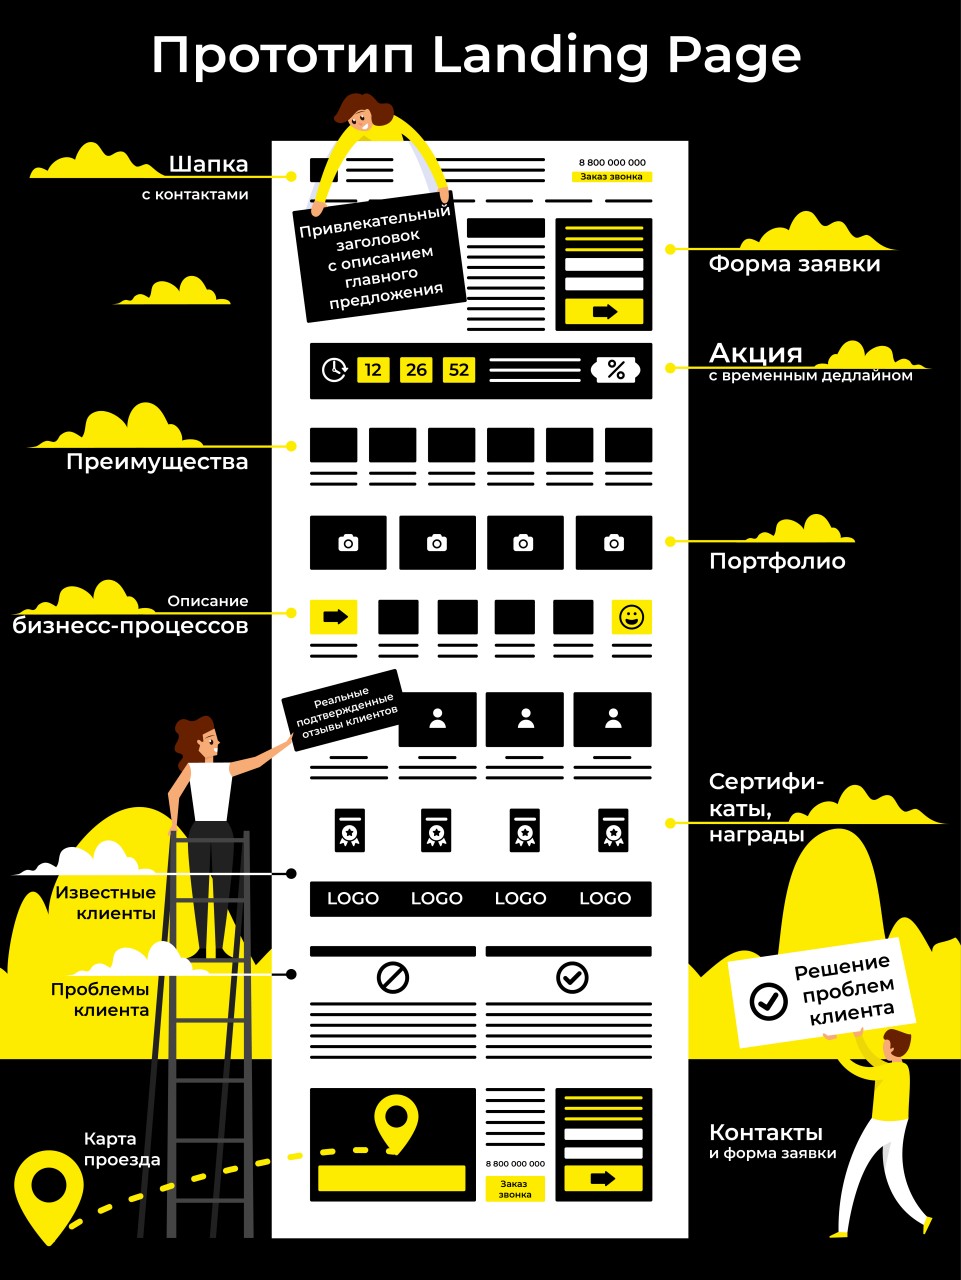 Прототип Landing Page
Шапка
с контактами
8 800 000 000
Заказ звонка
Привлекательный
заголовок
с описанием
главного
предложения
Форма заявки
12 26 52 %
Акция
с временным дедлайном
Преимущества
Портфолио
Описание
бизнесс-процессов
Реальные
подтвержденные
отзывы клиентов
Сертифи-
каты,
награды
Известные
клиенты
LOGO LOGO LOGO LOGO
Проблемы
клиента
Решение
проблем
клиента
Карта
проезда
8 800 000 000
Заказ
звонка
Контакты
и форма заявки